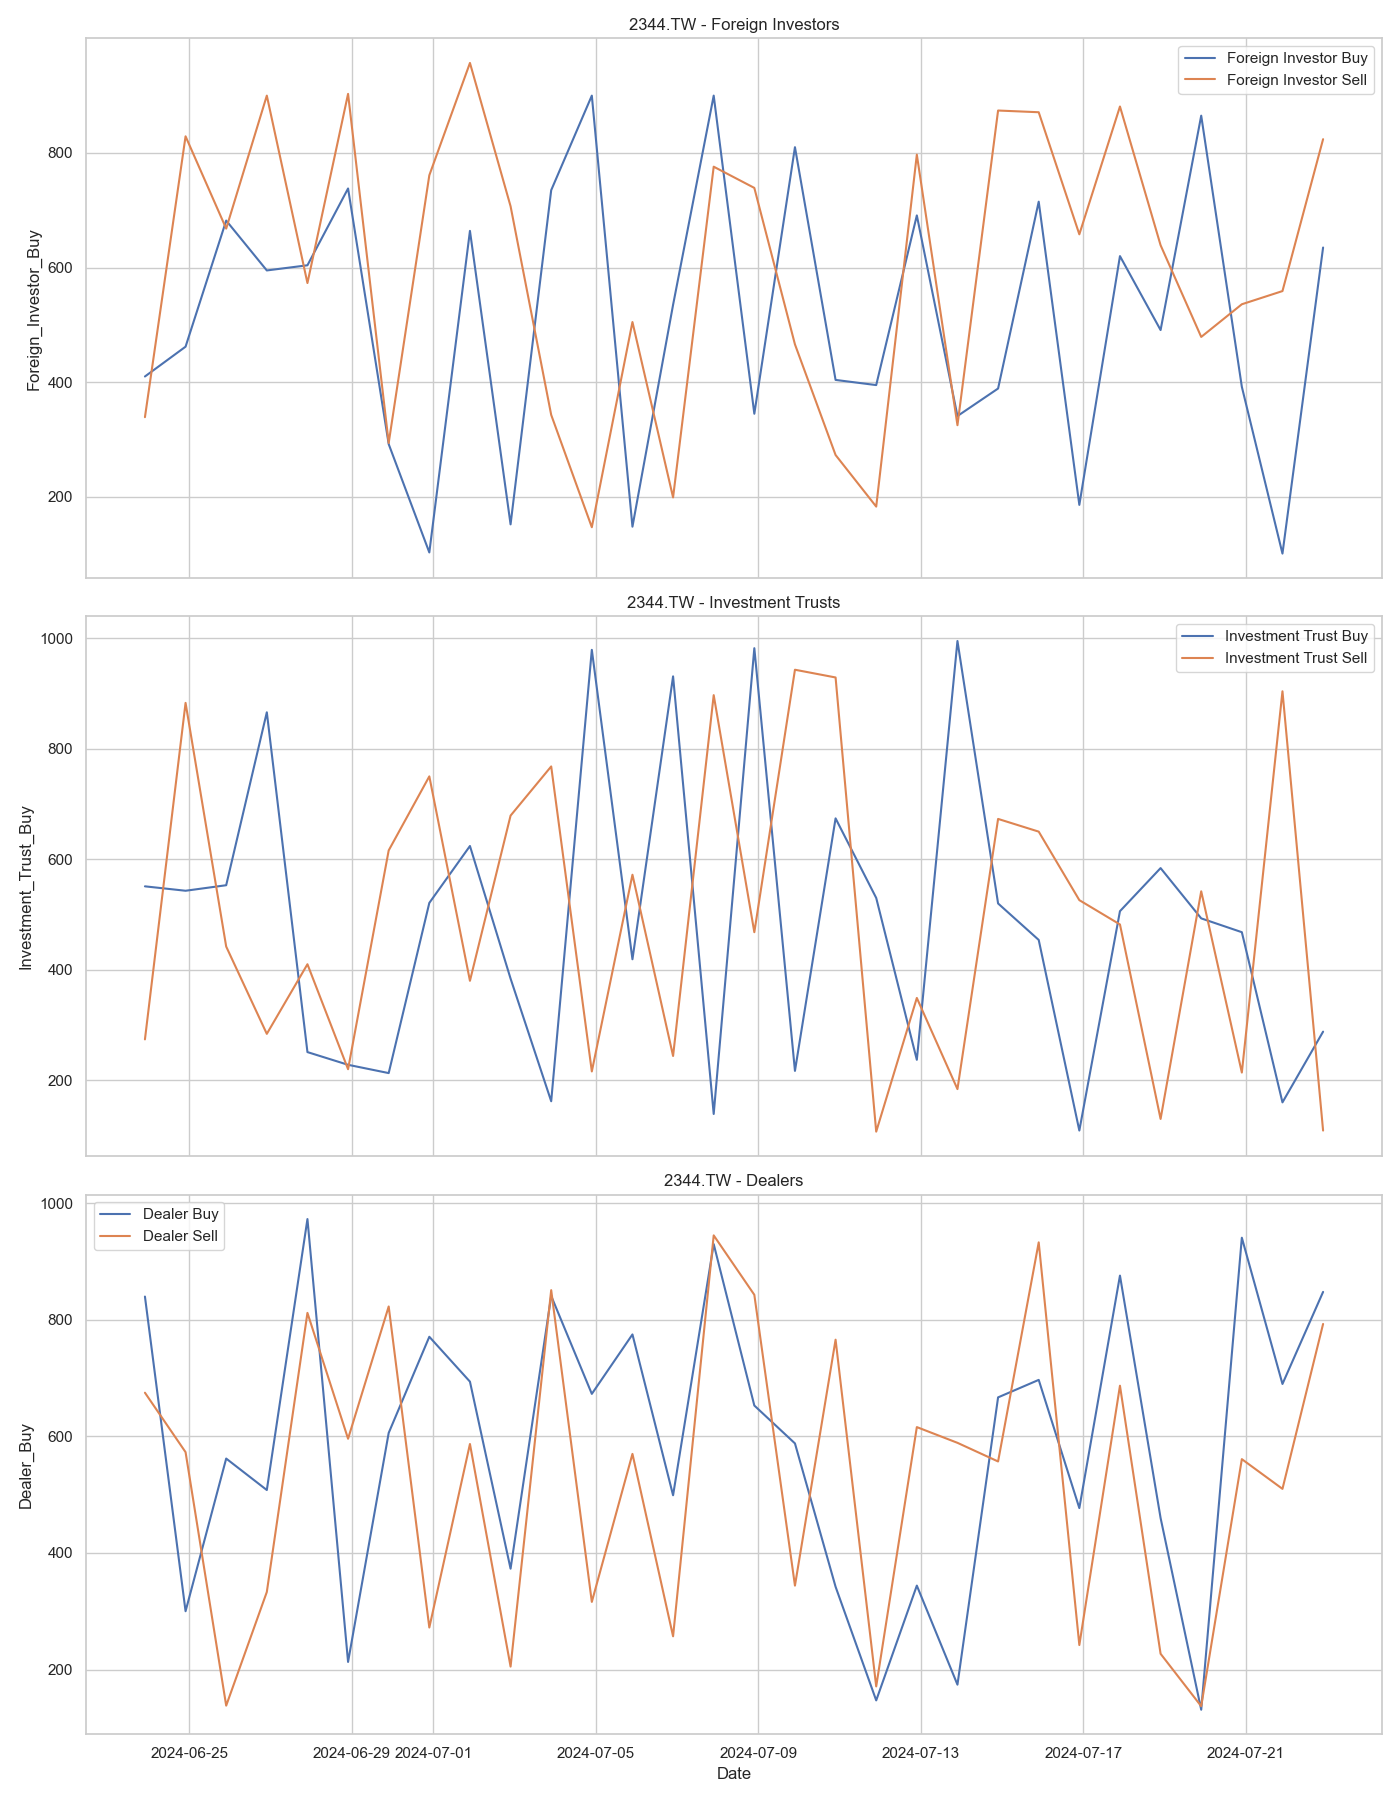 2344.TW - Foreign Investors
Foreign Investor Buy
Foreign Investor Sell
Foreign_Investor_Buy
800
600
400
200
2344.TW - Investment Trusts
Investment Trust Buy
Investment Trust Sell
Investment_Trust_Buy
1000
800
600
400
200
2344.TW - Dealers
Dealer Buy
Dealer Sell
Dealer_Buy
1000
800
600
400
200
2024-06-25 2024-06-29 2024-07-01 2024-07-05 2024-07-09 2024-07-13 2024-07-17 2024-07-21
Date